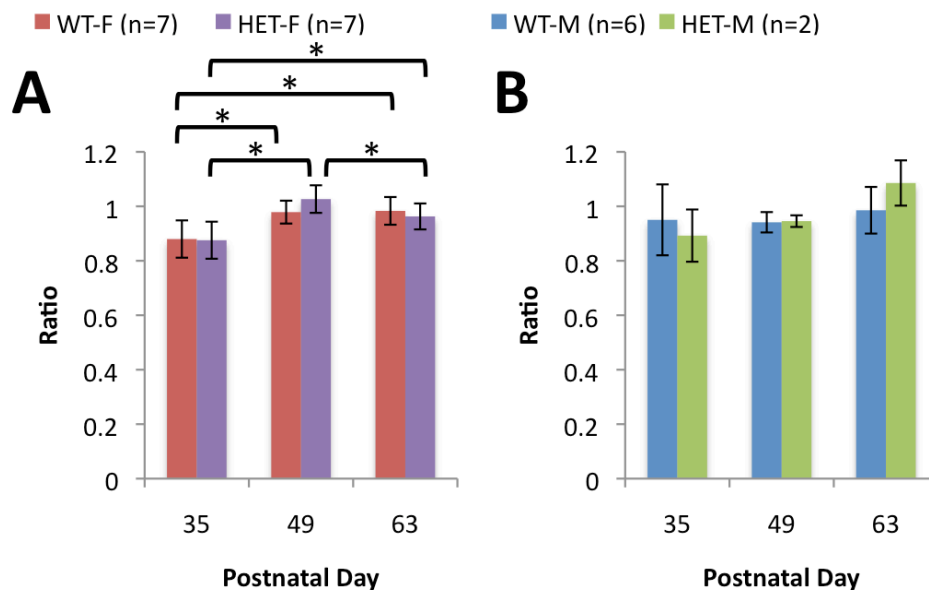 WT-F (n=7) HET-F (n=7) WT-M (n=6) HET-M (n=2)
A
* * * * *
1.2
1
0.8
0.6
0.4
0.2
0
Ratio
35 49 63
Postnatal Day
B
1.2
1
0.8
0.6
0.4
0.2
0
Ratio
35 49 63
Postnatal Day